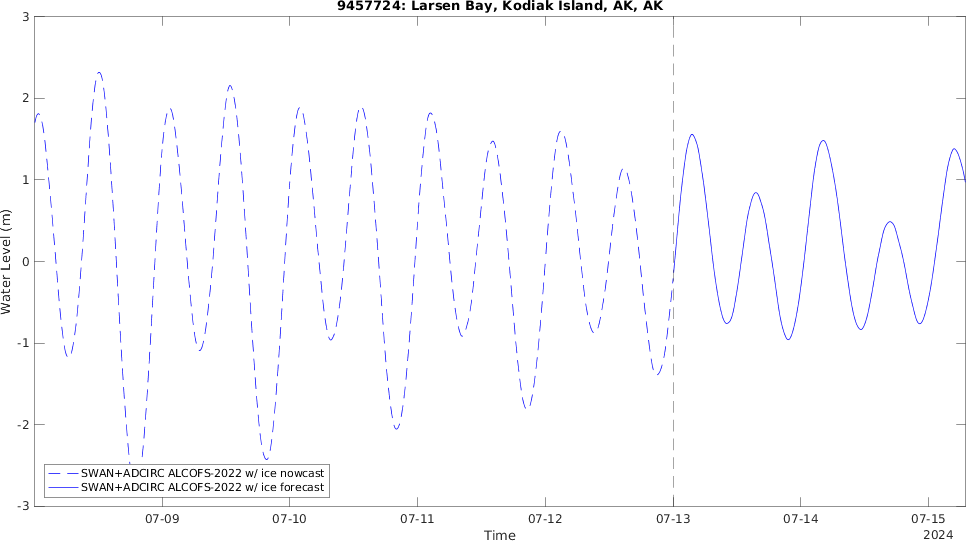 9457724: Larsen Bay, Kodiak Island, AK, AK
3
2
1
0
-1
-2
-3
Water Level (m)
SWAN+ADCIRC ALCOFS-2022 w/ ice nowcast
SWAN+ADCIRC ALCOFS-2022 w/ ice forecast
07-09 07-10 07-11 07-12 07-13 07-14 07-15
Time
2024